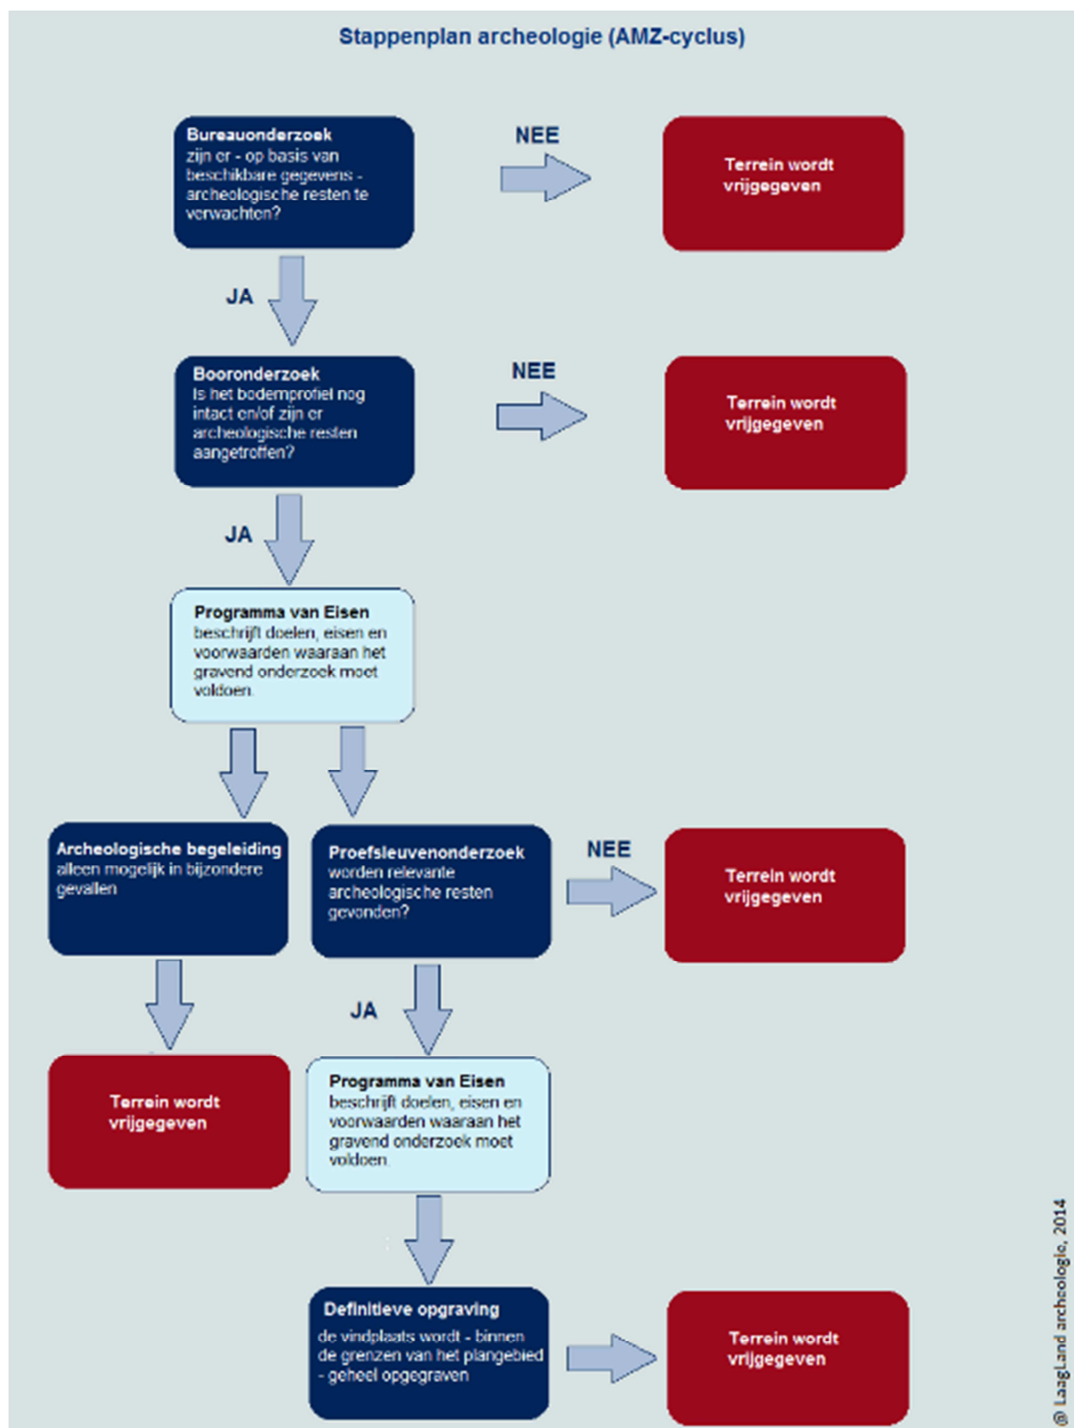 Stappenplan archeologie (AMZ-cyclus)
Bureauonderzoek
zijn er - op basis van
beschikbare gegevens -
archeologische resten te
verwachten?
NEE
Terrein wordt
vrijgegeven
JA
Booronderzoek
Is het bodemprofiel nog
intact en/of zijn er
archeologische resten
aangetroffen?
NEE
Terrein wordt
vrijgegeven
JA
Programma van Eisen
beschrijft doelen, eisen en
voorwaarden waaraan het
gravend onderzoek moet
voldoen.
Archeologische begeleiding
alleen mogelijk in bijzondere
gevallen
Proefsleuvenonderzoek
worden relevante
archeologische resten
gevonden?
NEE
Terrein wordt
vrijgegeven
JA
Terrein wordt
vrijgegeven
Programma van Eisen
beschrijft doelen, eisen en
voorwaarden waaraan het
gravend onderzoek moet
voldoen.
Definitieve opgraving
de vindplaats wordt - binnen
de grenzen van het plangebied
- geheel opgegraven
Terrein wordt
vrijgegeven
@ LaagLand archeologie, 2014